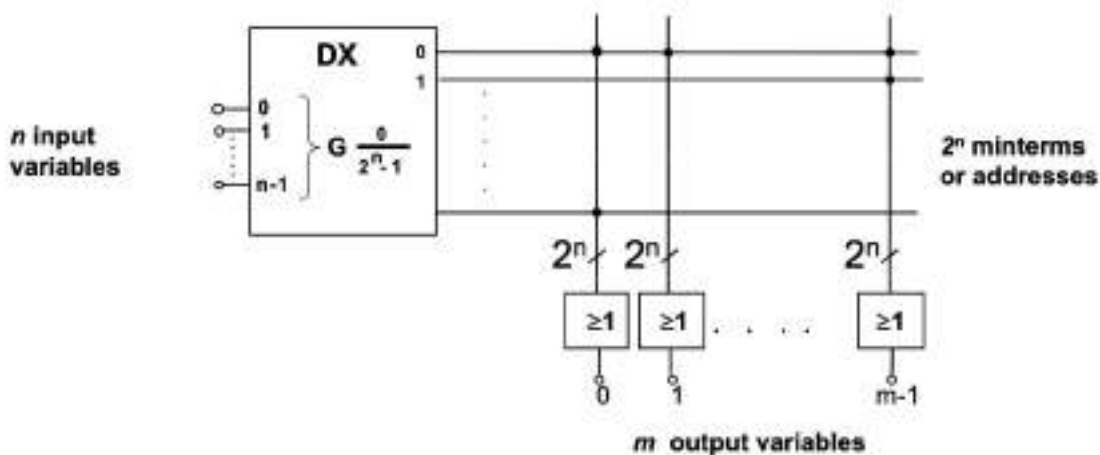 DX
0
1
0
1
n-1
G 0 / 2ⁿ-1
n input
variables
2ⁿ minterms
or addresses
2ⁿ 2ⁿ 2ⁿ
≥1 ≥1 . . . . ≥1
0 1 m-1
m output variables